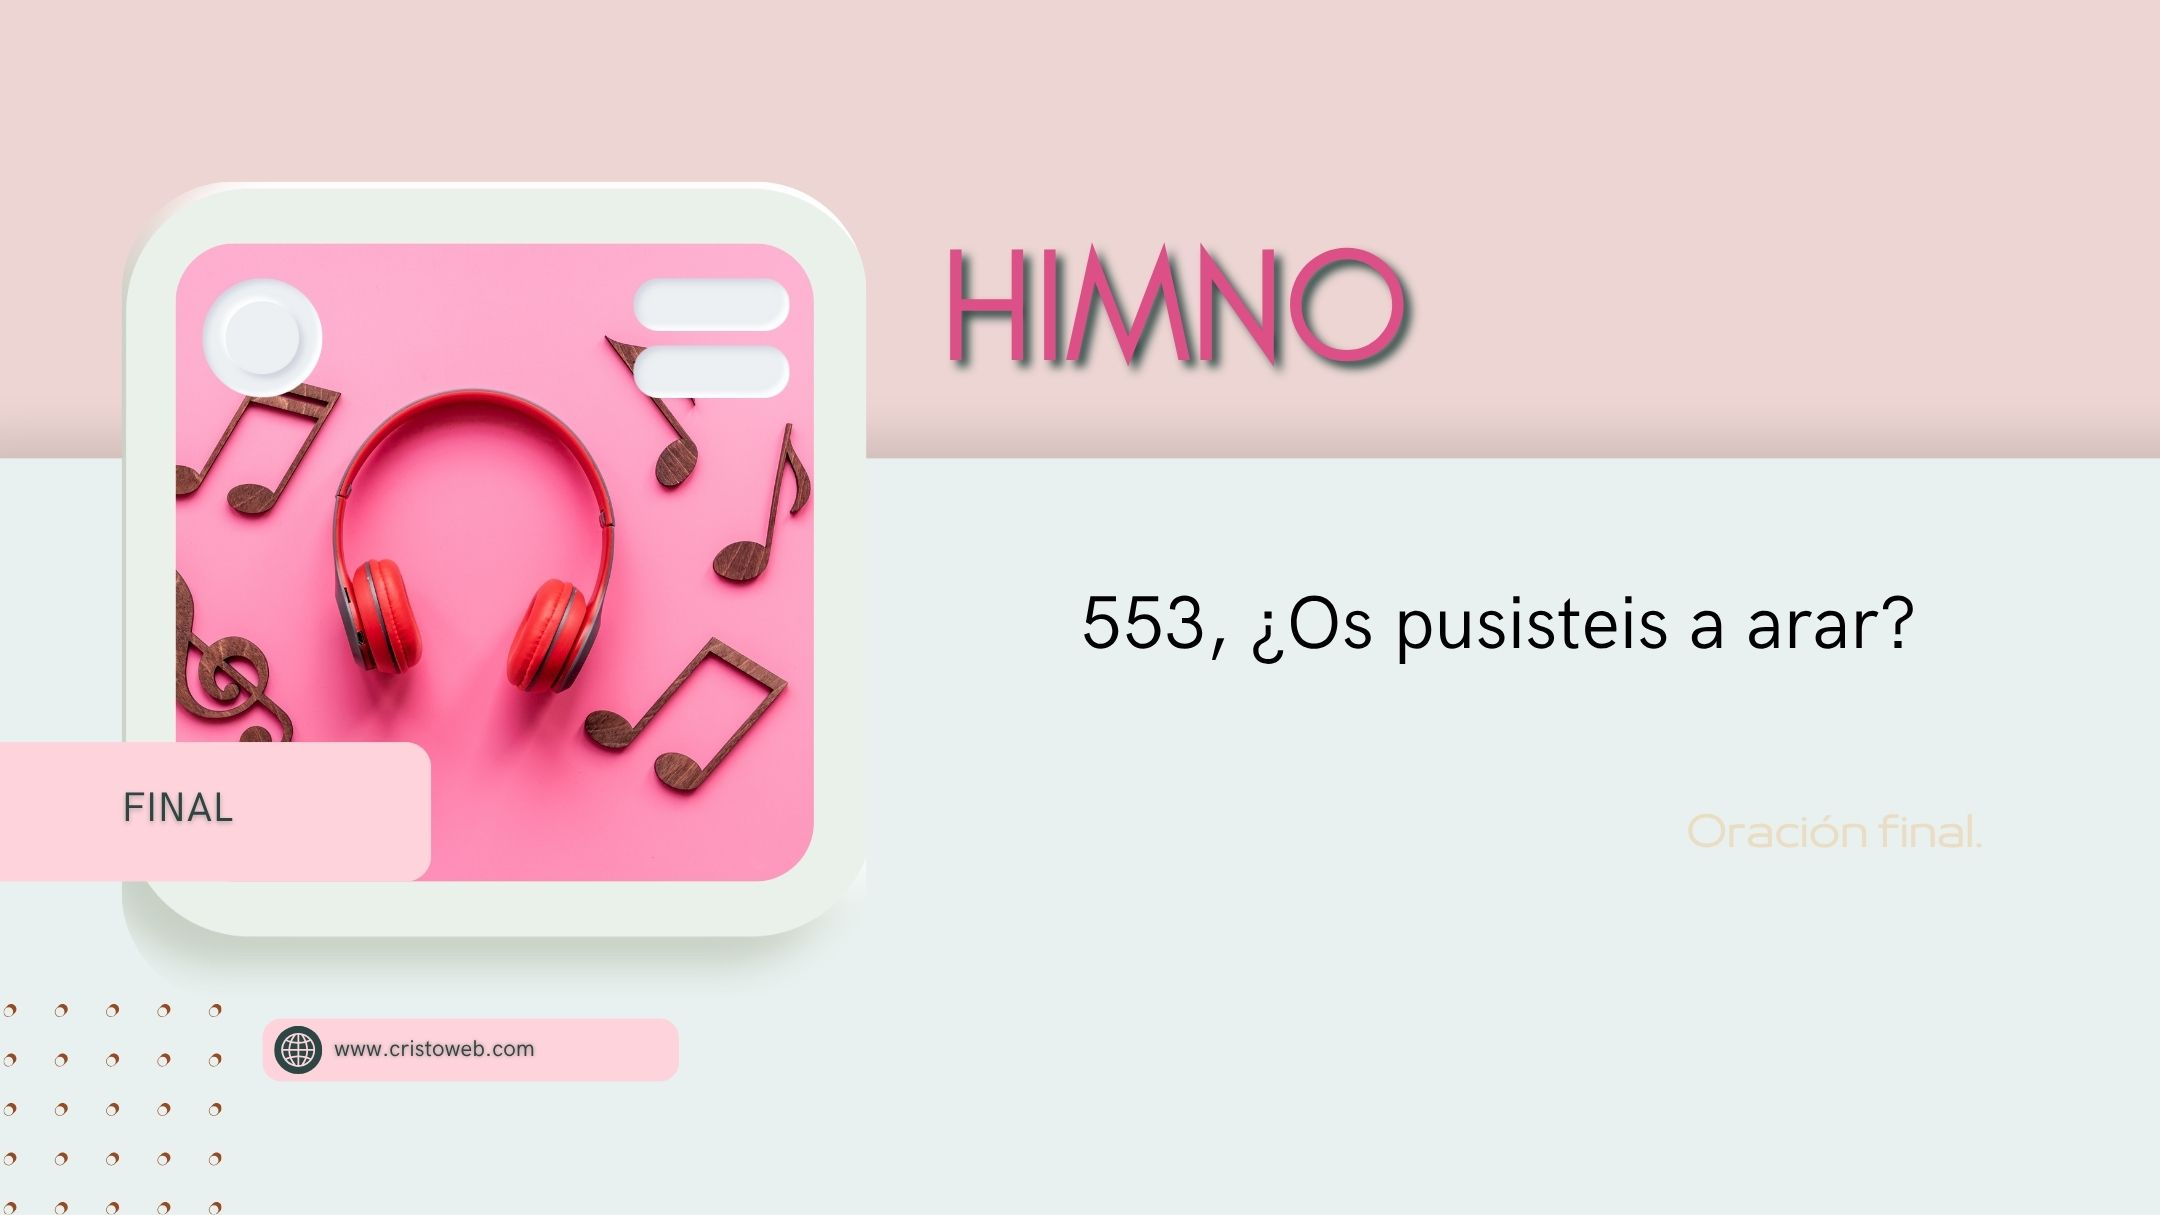 HIMNO
553, ¿Os pusisteis a arar?
Oración final.
FINAL
www.cristoweb.com